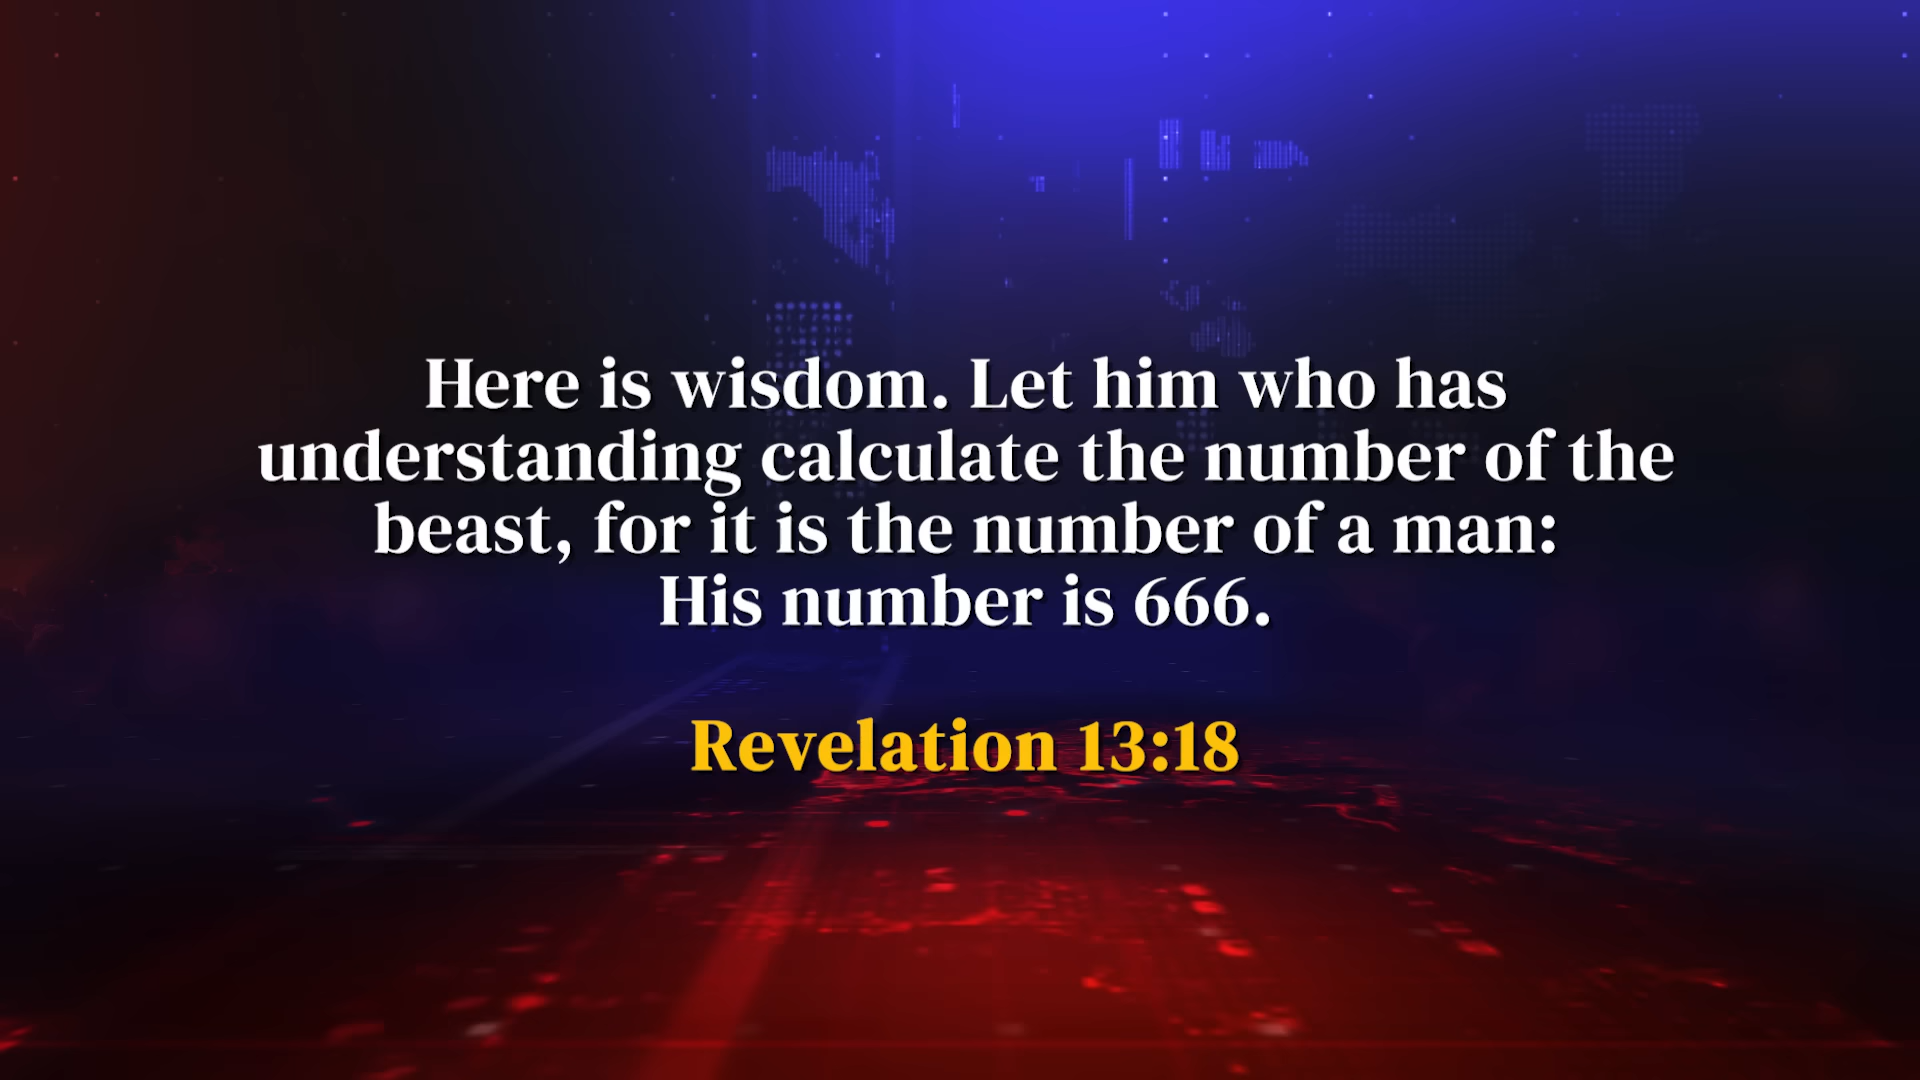 Here is wisdom. Let him who has
understanding calculate the number of the
beast, for it is the number of a man:
His number is 666.
Revelation 13:18